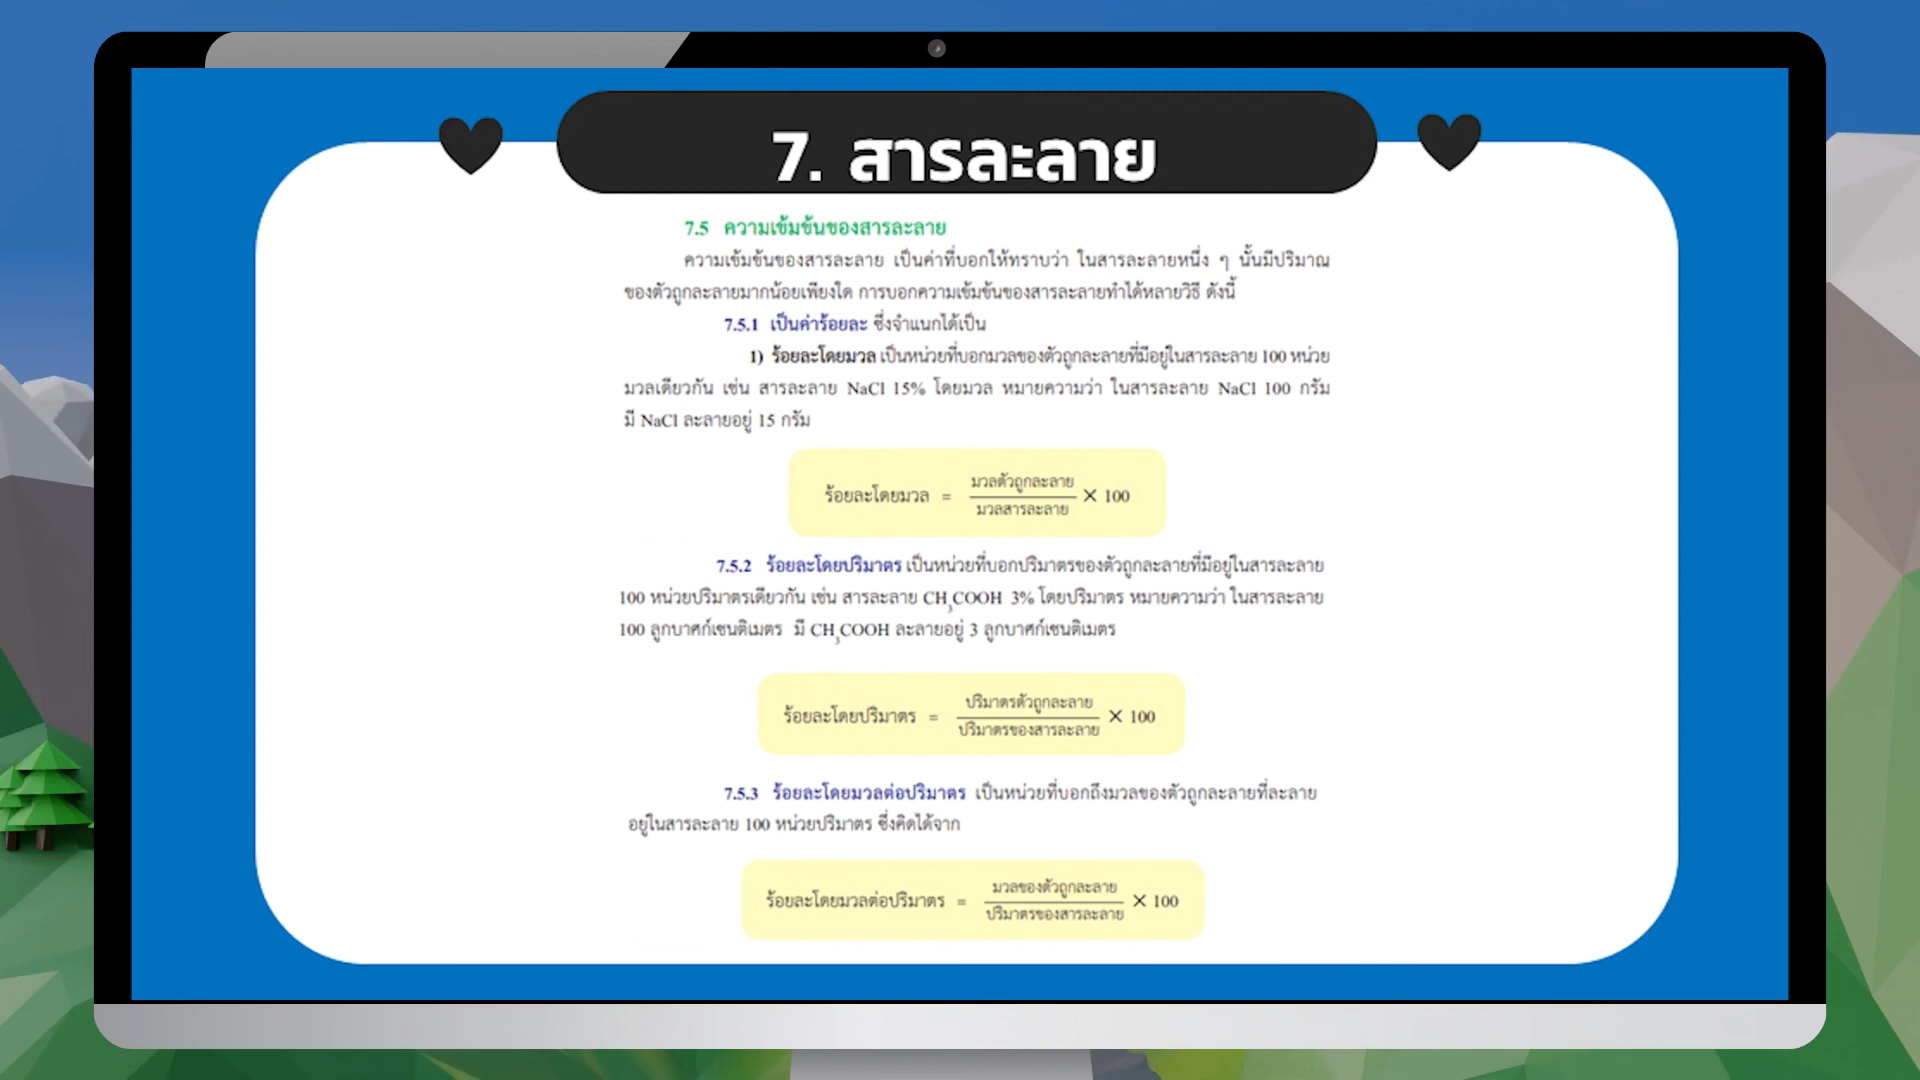 7. สารละลาย
7.5 ความเข้มข้นของสารละลาย
ความเข้มข้นของสารละลาย เป็นค่าที่บอกให้ทราบว่า ในสารละลายหนึ่ง ๆ นั้นมีปริมาณ
ของตัวถูกละลายมากน้อยเพียงใด การบอกความเข้มข้นของสารละลายทำได้หลายวิธี ดังนี้
7.5.1 เป็นค่าร้อยละ ซึ่งจำแนกได้เป็น
1) ร้อยละโดยมวล เป็นหน่วยที่บอกมวลของตัวถูกละลายที่มีอยู่ในสารละลาย 100 หน่วย
มวลเดียวกัน เช่น สารละลาย NaCl 15% โดยมวล หมายความว่า ในสารละลาย NaCl 100 กรัม
มี NaCl ละลายอยู่ 15 กรัม
ร้อยละโดยมวล = มวลตัวถูกละลาย × 100
มวลสารละลาย
7.5.2 ร้อยละโดยปริมาตร เป็นหน่วยที่บอกปริมาตรของตัวถูกละลายที่มีอยู่ในสารละลาย
100 หน่วยปริมาตรเดียวกัน เช่น สารละลาย CH₃COOH 3% โดยปริมาตร หมายความว่า ในสารละลาย
100 ลูกบาศก์เซนติเมตร มี CH₃COOH ละลายอยู่ 3 ลูกบาศก์เซนติเมตร
ร้อยละโดยปริมาตร = ปริมาตรตัวถูกละลาย × 100
ปริมาตรของสารละลาย
7.5.3 ร้อยละโดยมวลต่อปริมาตร เป็นหน่วยที่บอกถึงมวลของตัวถูกละลายที่ละลาย
อยู่ในสารละลาย 100 หน่วยปริมาตร ซึ่งคิดได้จาก
ร้อยละโดยมวลต่อปริมาตร = มวลของตัวถูกละลาย × 100
ปริมาตรของสารละลาย